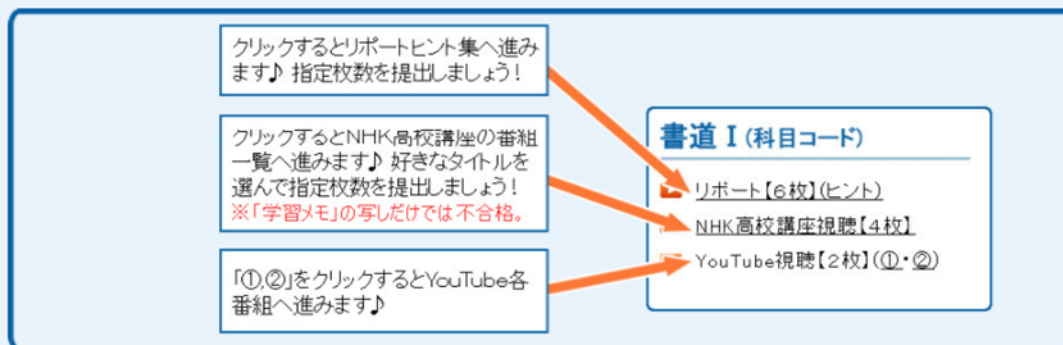 クリックするとリポートヒント集へ進み
ます♪ 指定枚数を提出しましょう!
クリックするとNHK高校講座の番組
一覧へ進みます♪ 好きなタイトルを
選んで指定枚数を提出しましょう!
※「学習メモ」の写しだけでは不合格。
「①,②」をクリックするとYouTube各
番組へ進みます♪
書道Ⅰ(科目コード)
リポート【6枚】(ヒント)
NHK高校講座視聴【4枚】
YouTube視聴【2枚】(①・②)